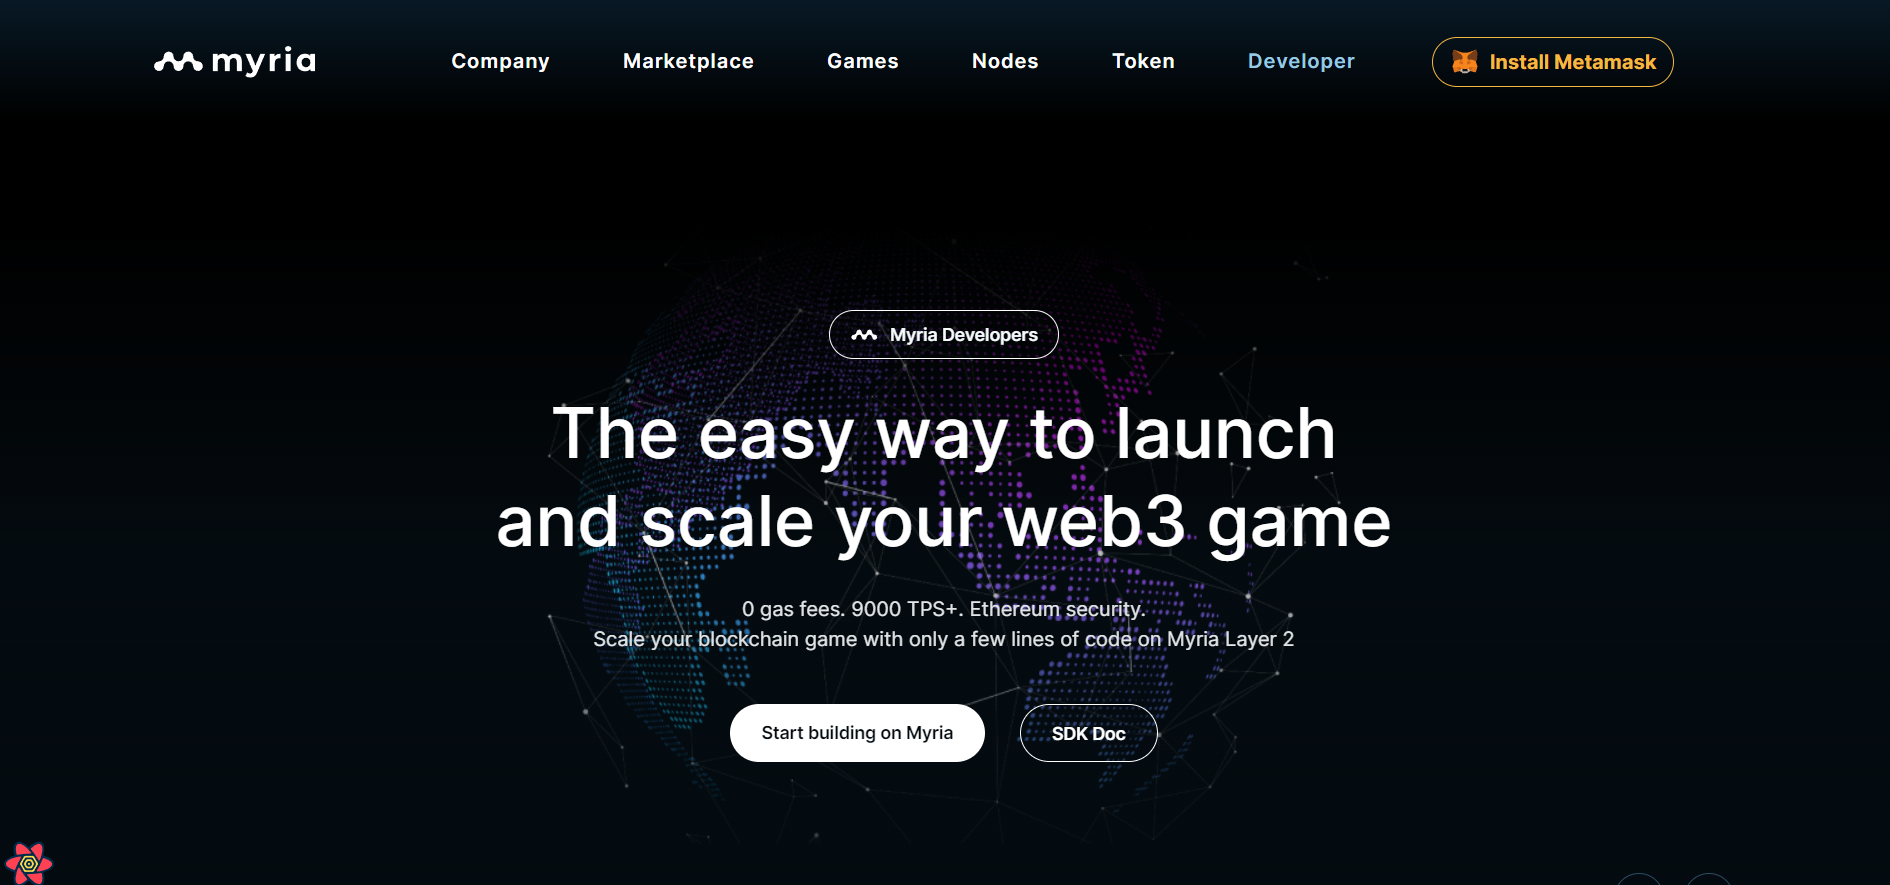 myria
Company
Marketplace
Games
Nodes
Token
Developer
Install Metamask
Myria Developers
The easy way to launch
and scale your web3 game
0 gas fees. 9000 TPS+. Ethereum security.
Scale your blockchain game with only a few lines of code on Myria Layer 2
Start building on Myria
SDK Doc